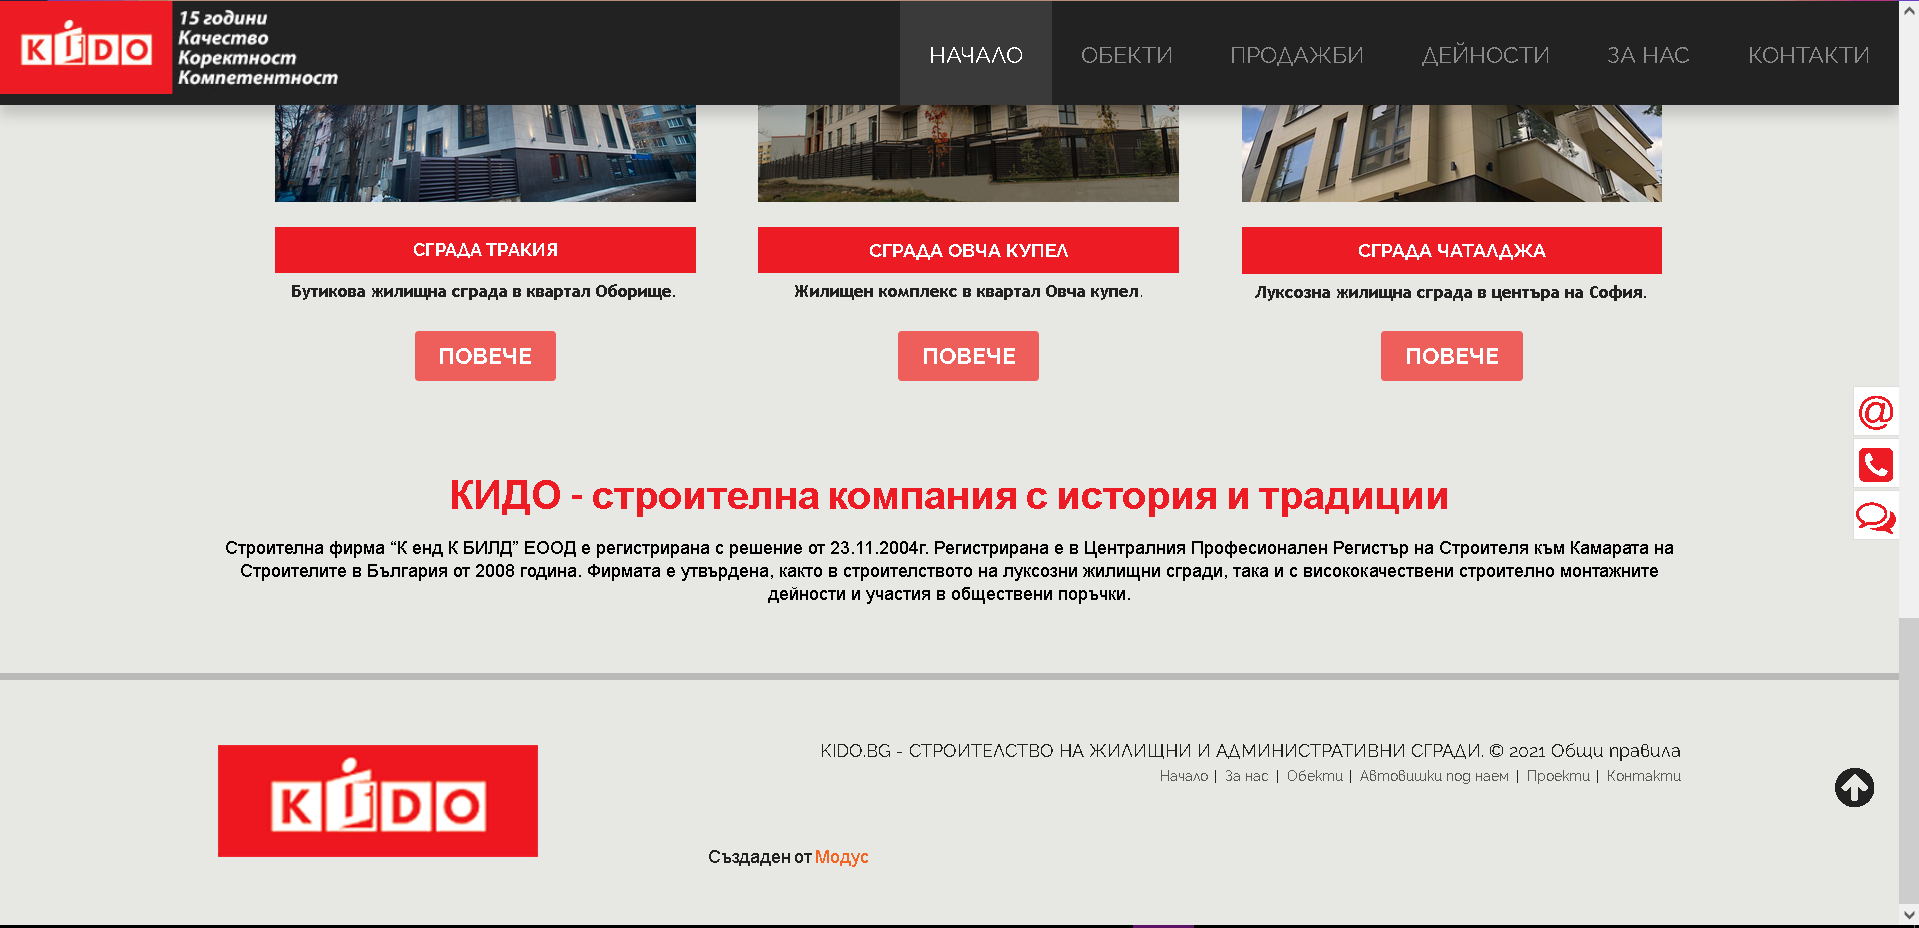 KIDO
15 години
Качество
Коректност
Компетентност
НАЧАЛО ОБЕКТИ ПРОДАЖБИ ДЕЙНОСТИ ЗА НАС КОНТАКТИ
СГРАДА ТРАКИЯ
Бутикова жилищна сграда в квартал Оборище.
ПОВЕЧЕ
СГРАДА ОВЧА КУПЕЛ
Жилищен комплекс в квартал Овча купел.
ПОВЕЧЕ
СГРАДА ЧАТАЛДЖА
Луксозна жилищна сграда в центъра на София.
ПОВЕЧЕ
@
КИДО - строителна компания с история и традиции
Строителна фирма “К енд К БИЛД” ЕООД е регистрирана с решение от 23.11.2004г. Регистрирана е в Централния Професионален Регистър на Строителя към Камарата на
Строителите в България от 2008 година. Фирмата е утвърдена, както в строителството на луксозни жилищни сгради, така и с висококачествени строително монтажните
дейности и участия в обществени поръчки.
KIDO
KIDO.BG - СТРОИТЕЛСТВО НА ЖИЛИЩНИ И АДМИНИСТРАТИВНИ СГРАДИ. © 2021 Общи правила
Начало | За нас | Обекти | Автовишки под наем | Проекти | Контакти
Създаден от Модус